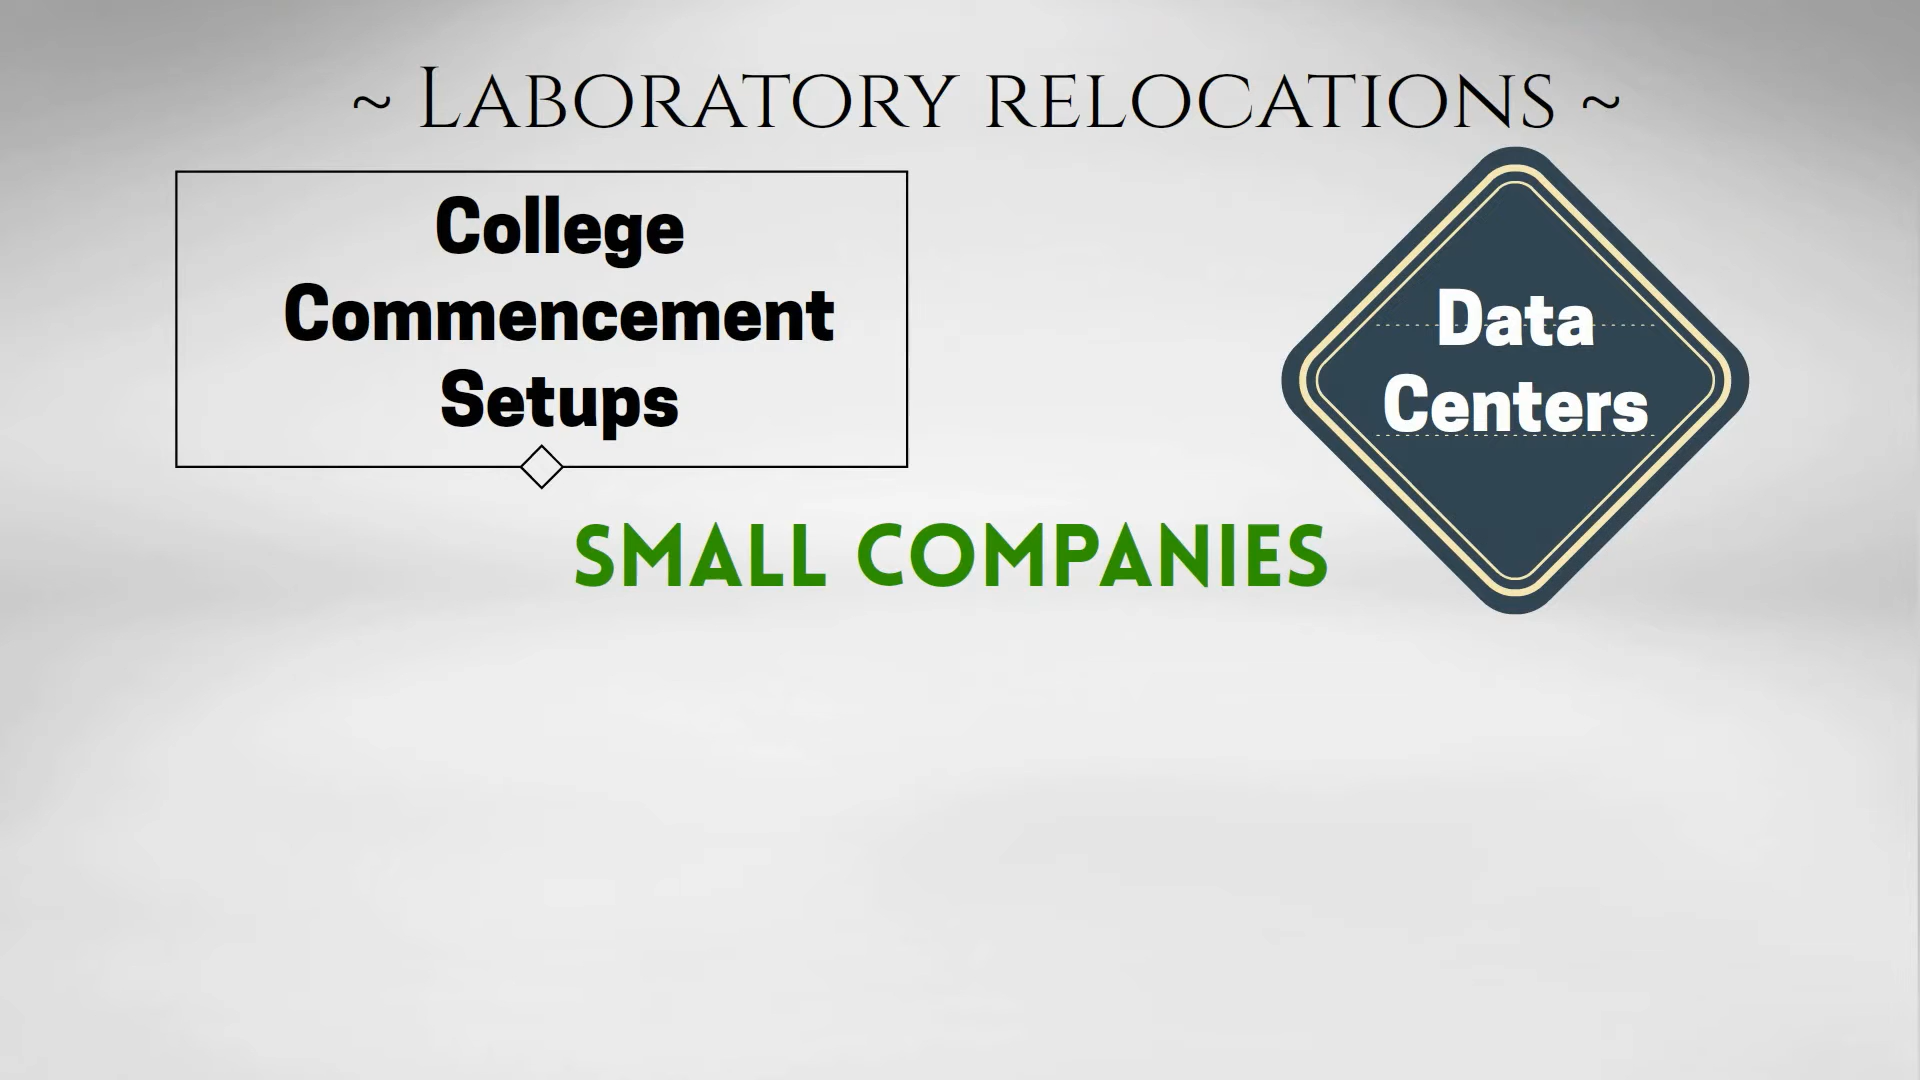 ~ Laboratory relocations ~
College
Commencement
Setups
Data
Centers
SMALL COMPANIES